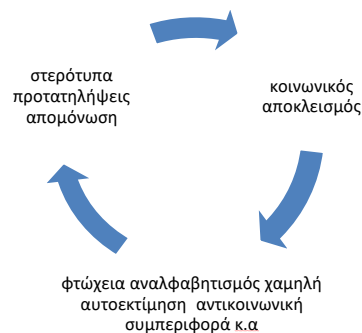 στερότυπα
προτατηλήψεις
απομόνωση
κοινωνικός
αποκλεισμός
φτώχεια αναλφαβητισμός χαμηλή
αυτοεκτίμηση αντικοινωνική
συμπεριφορά κ.α